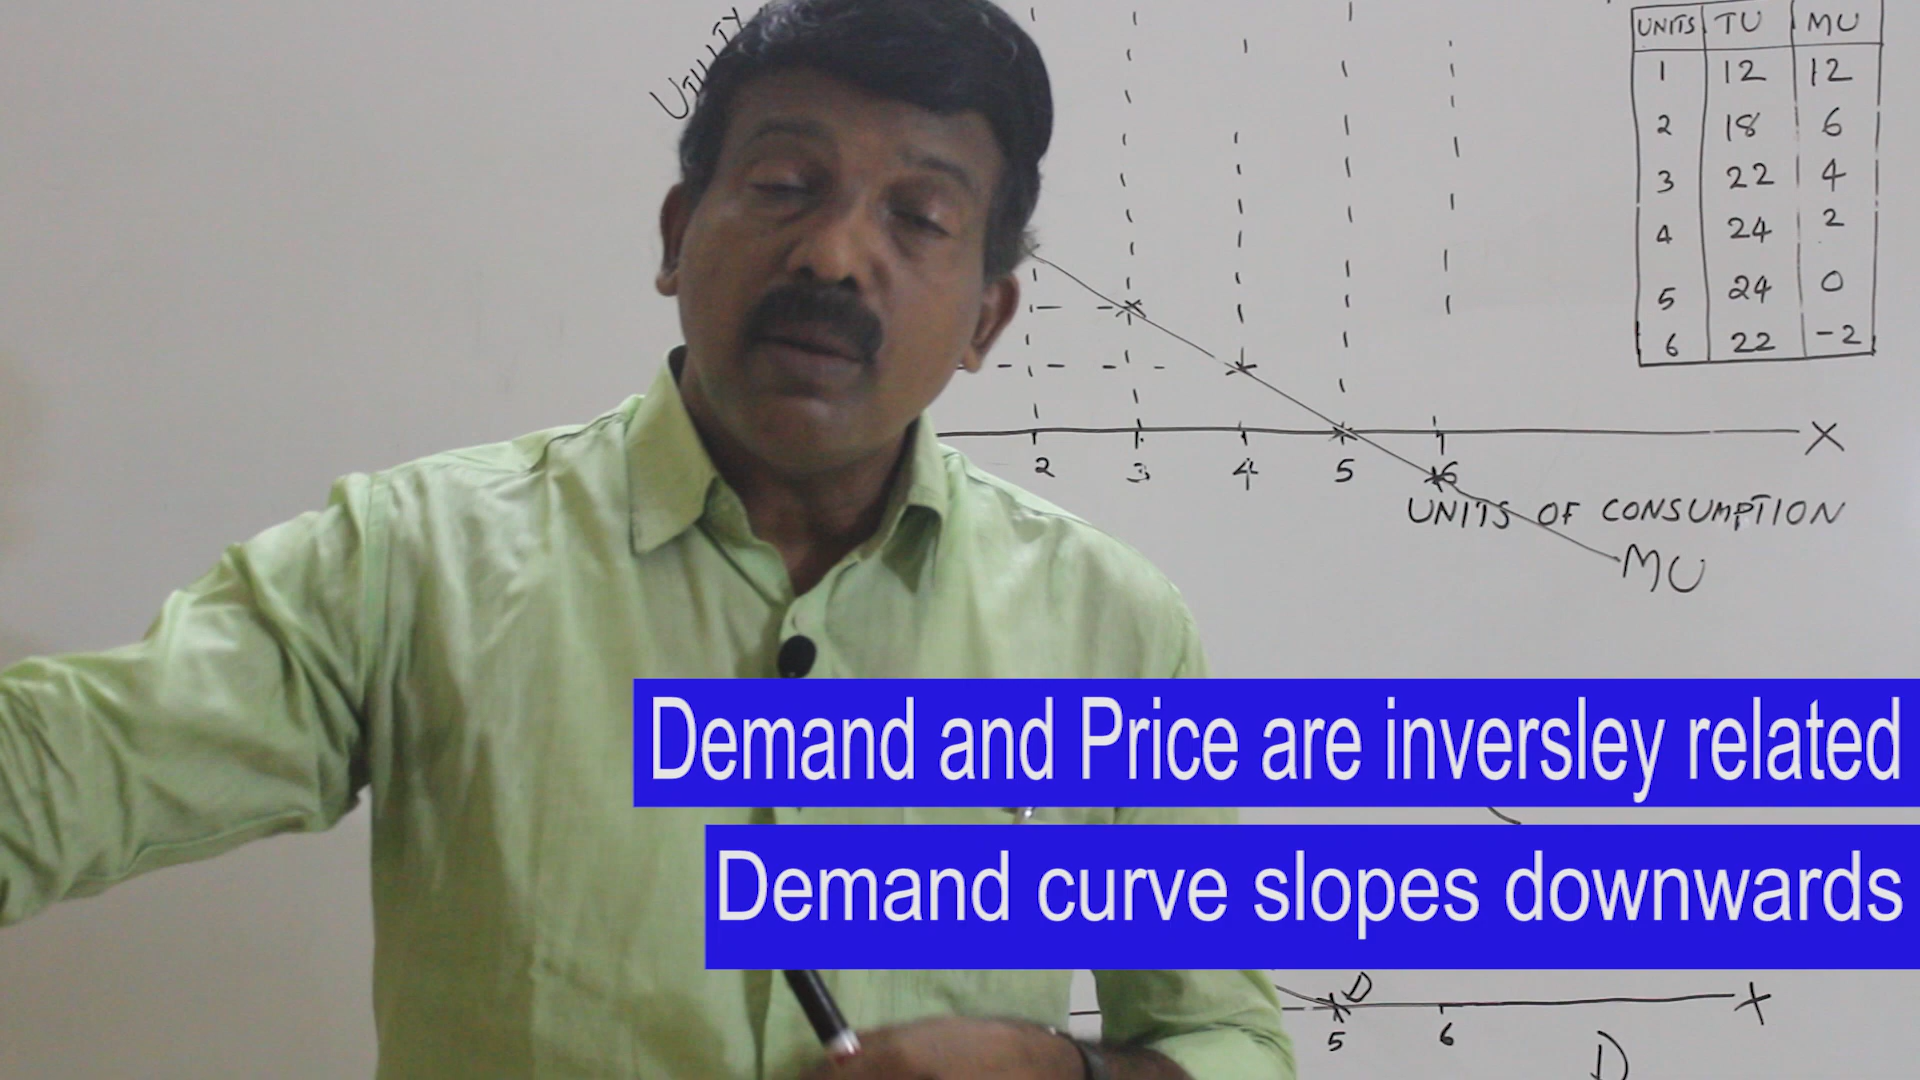 UTILITY
UNITS TU MU
1 12 12
2 18 6
3 22 4
4 24 2
5 24 0
6 22 -2
X
2 3 4 5 6
UNITS OF CONSUMPTION
MU
Demand and Price are inversley related
Demand curve slopes downwards
D
X
5 6
D